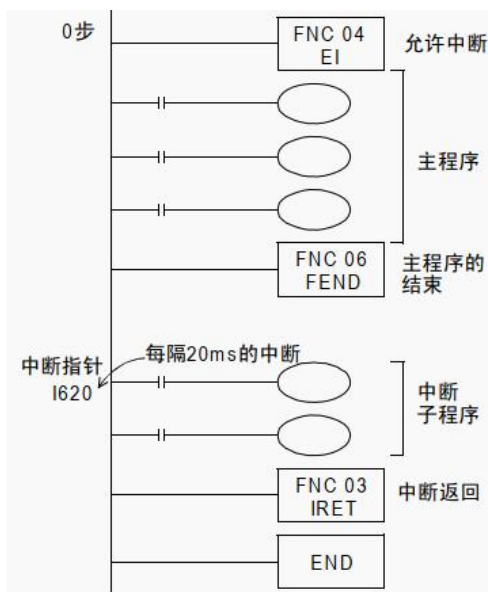 0步
FNC 04
EI
允许中断
主程序
FNC 06
FEND
主程序的
结束
中断指针
I620
每隔20ms的中断
中断
子程序
FNC 03
IRET
中断返回
END